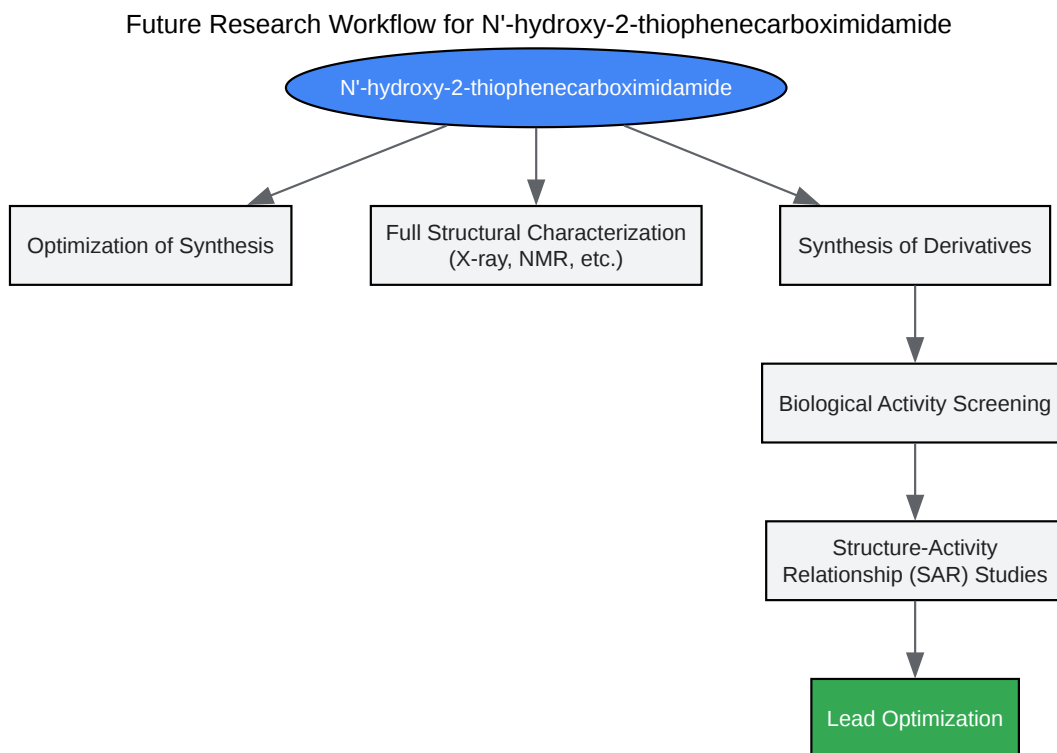 Future Research Workflow for N'-hydroxy-2-thiophenecarboximidamide
N'-hydroxy-2-thiophenecarboximidamide
Optimization of Synthesis
Full Structural Characterization
(X-ray, NMR, etc.)
Synthesis of Derivatives
Biological Activity Screening
Structure-Activity
Relationship (SAR) Studies
Lead Optimization